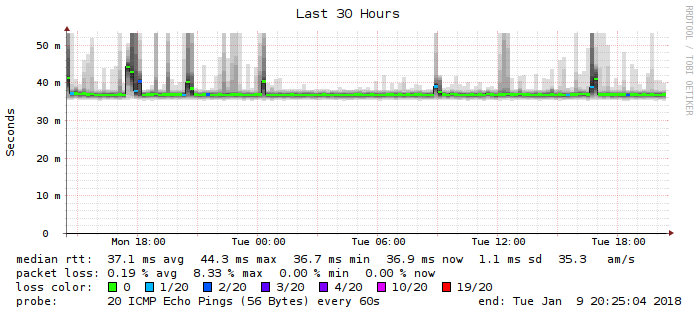 Last 30 Hours
RRDTOOL / TOBI OETIKER
Seconds
50 m
40 m
30 m
20 m
10 m
0
Mon 18:00 Tue 00:00 Tue 06:00 Tue 12:00 Tue 18:00
median rtt: 37.1 ms avg 44.3 ms max 36.7 ms min 36.9 ms now 1.1 ms sd 35.3 am/s
packet loss: 0.19 % avg 8.33 % max 0.00 % min 0.00 % now
loss color: 0 1/20 2/20 3/20 4/20 10/20 19/20
probe: 20 ICMP Echo Pings (56 Bytes) every 60s end: Tue Jan 9 20:25:04 2018